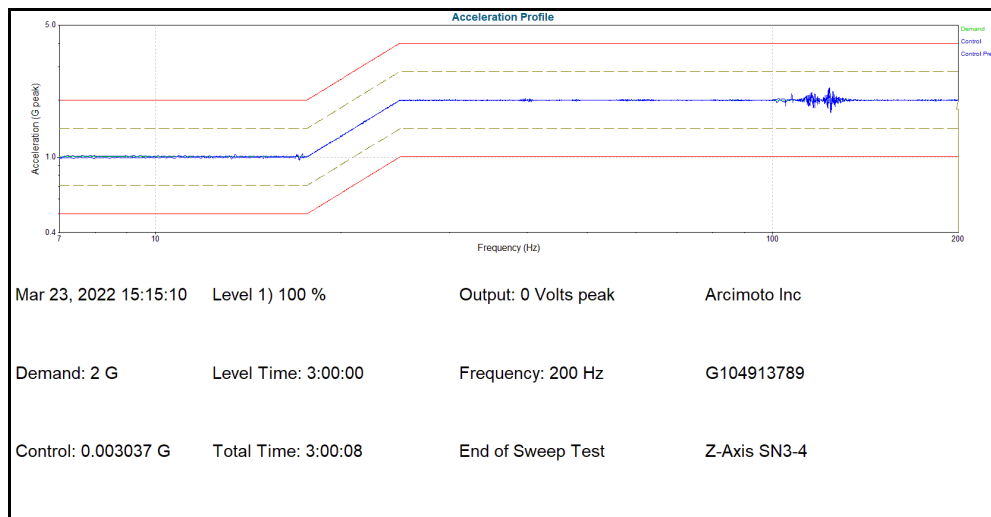 Acceleration Profile
5.0
1.0
0.4
Acceleration (G peak)
7
10
100
200
Frequency (Hz)
Demand
Control
Control Pre
Mar 23, 2022 15:15:10 Level 1) 100 % Output: 0 Volts peak Arcimoto Inc
Demand: 2 G Level Time: 3:00:00 Frequency: 200 Hz G104913789
Control: 0.003037 G Total Time: 3:00:08 End of Sweep Test Z-Axis SN3-4